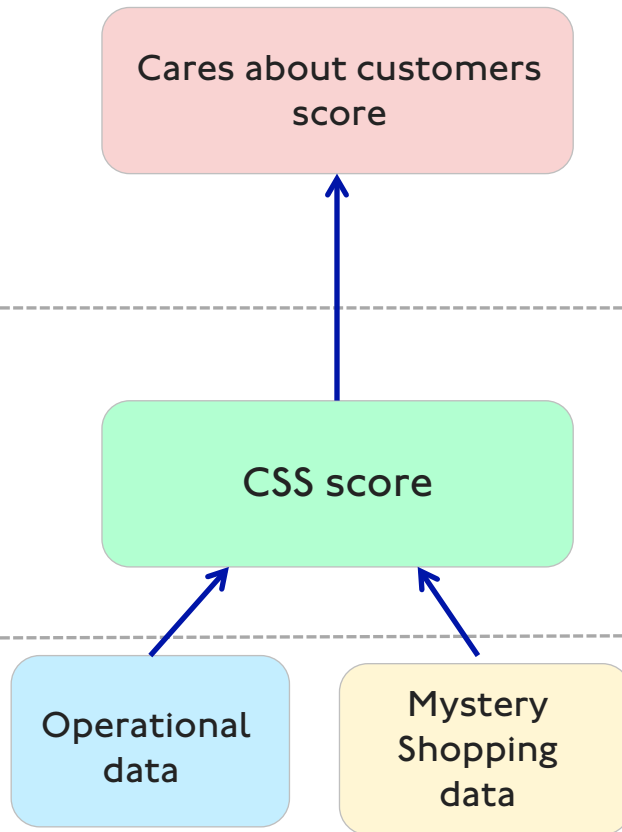 Cares about customers
score
CSS score
Operational
data
Mystery
Shopping
data